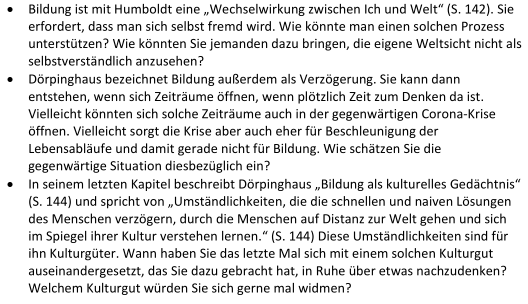 • Bildung ist mit Humboldt eine „Wechselwirkung zwischen Ich und Welt“ (S. 142). Sie
erfordert, dass man sich selbst fremd wird. Wie könnte man einen solchen Prozess
unterstützen? Wie könnten Sie jemanden dazu bringen, die eigene Weltsicht nicht als
selbstverständlich anzusehen?
• Dörpinghaus bezeichnet Bildung außerdem als Verzögerung. Sie kann dann
entstehen, wenn sich Zeiträume öffnen, wenn plötzlich Zeit zum Denken da ist.
Vielleicht könnten sich solche Zeiträume auch in der gegenwärtigen Corona-Krise
öffnen. Vielleicht sorgt die Krise aber auch eher für Beschleunigung der
Lebensabläufe und damit gerade nicht für Bildung. Wie schätzen Sie die
gegenwärtige Situation diesbezüglich ein?
• In seinem letzten Kapitel beschreibt Dörpinghaus „Bildung als kulturelles Gedächtnis“
(S. 144) und spricht von „Umständlichkeiten, die die schnellen und naiven Lösungen
des Menschen verzögern, durch die Menschen auf Distanz zur Welt gehen und sich
im Spiegel ihrer Kultur verstehen lernen.“ (S. 144) Diese Umständlichkeiten sind für
ihn Kulturgüter. Wann haben Sie das letzte Mal sich mit einem solchen Kulturgut
auseinandergesetzt, das Sie dazu gebracht hat, in Ruhe über etwas nachzudenken?
Welchem Kulturgut würden Sie sich gerne mal widmen?